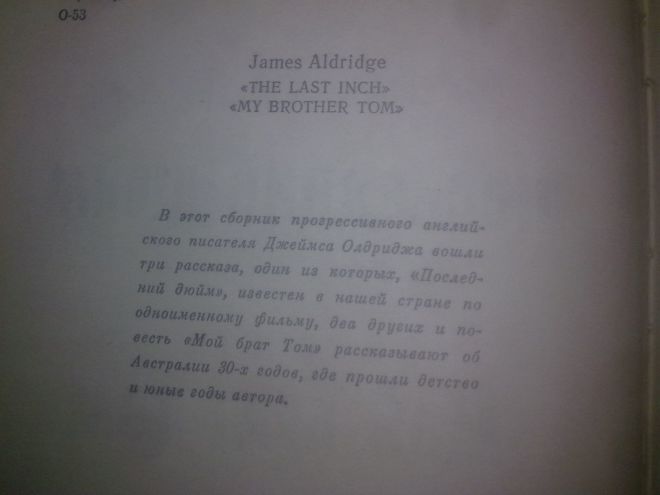 О-53
James Aldridge
«THE LAST INCH»
«MY BROTHER TOM»
В этот сборник прогрессивного англий-
ского писателя Джеймса Олдриджа вошли
три рассказа, один из которых, «Послед-
ний дюйм», известен в нашей стране по
одноименному фильму, два других и по-
весть «Мой брат Том» рассказывают об
Австралии 30-х годов, где прошли детство
и юные годы автора.